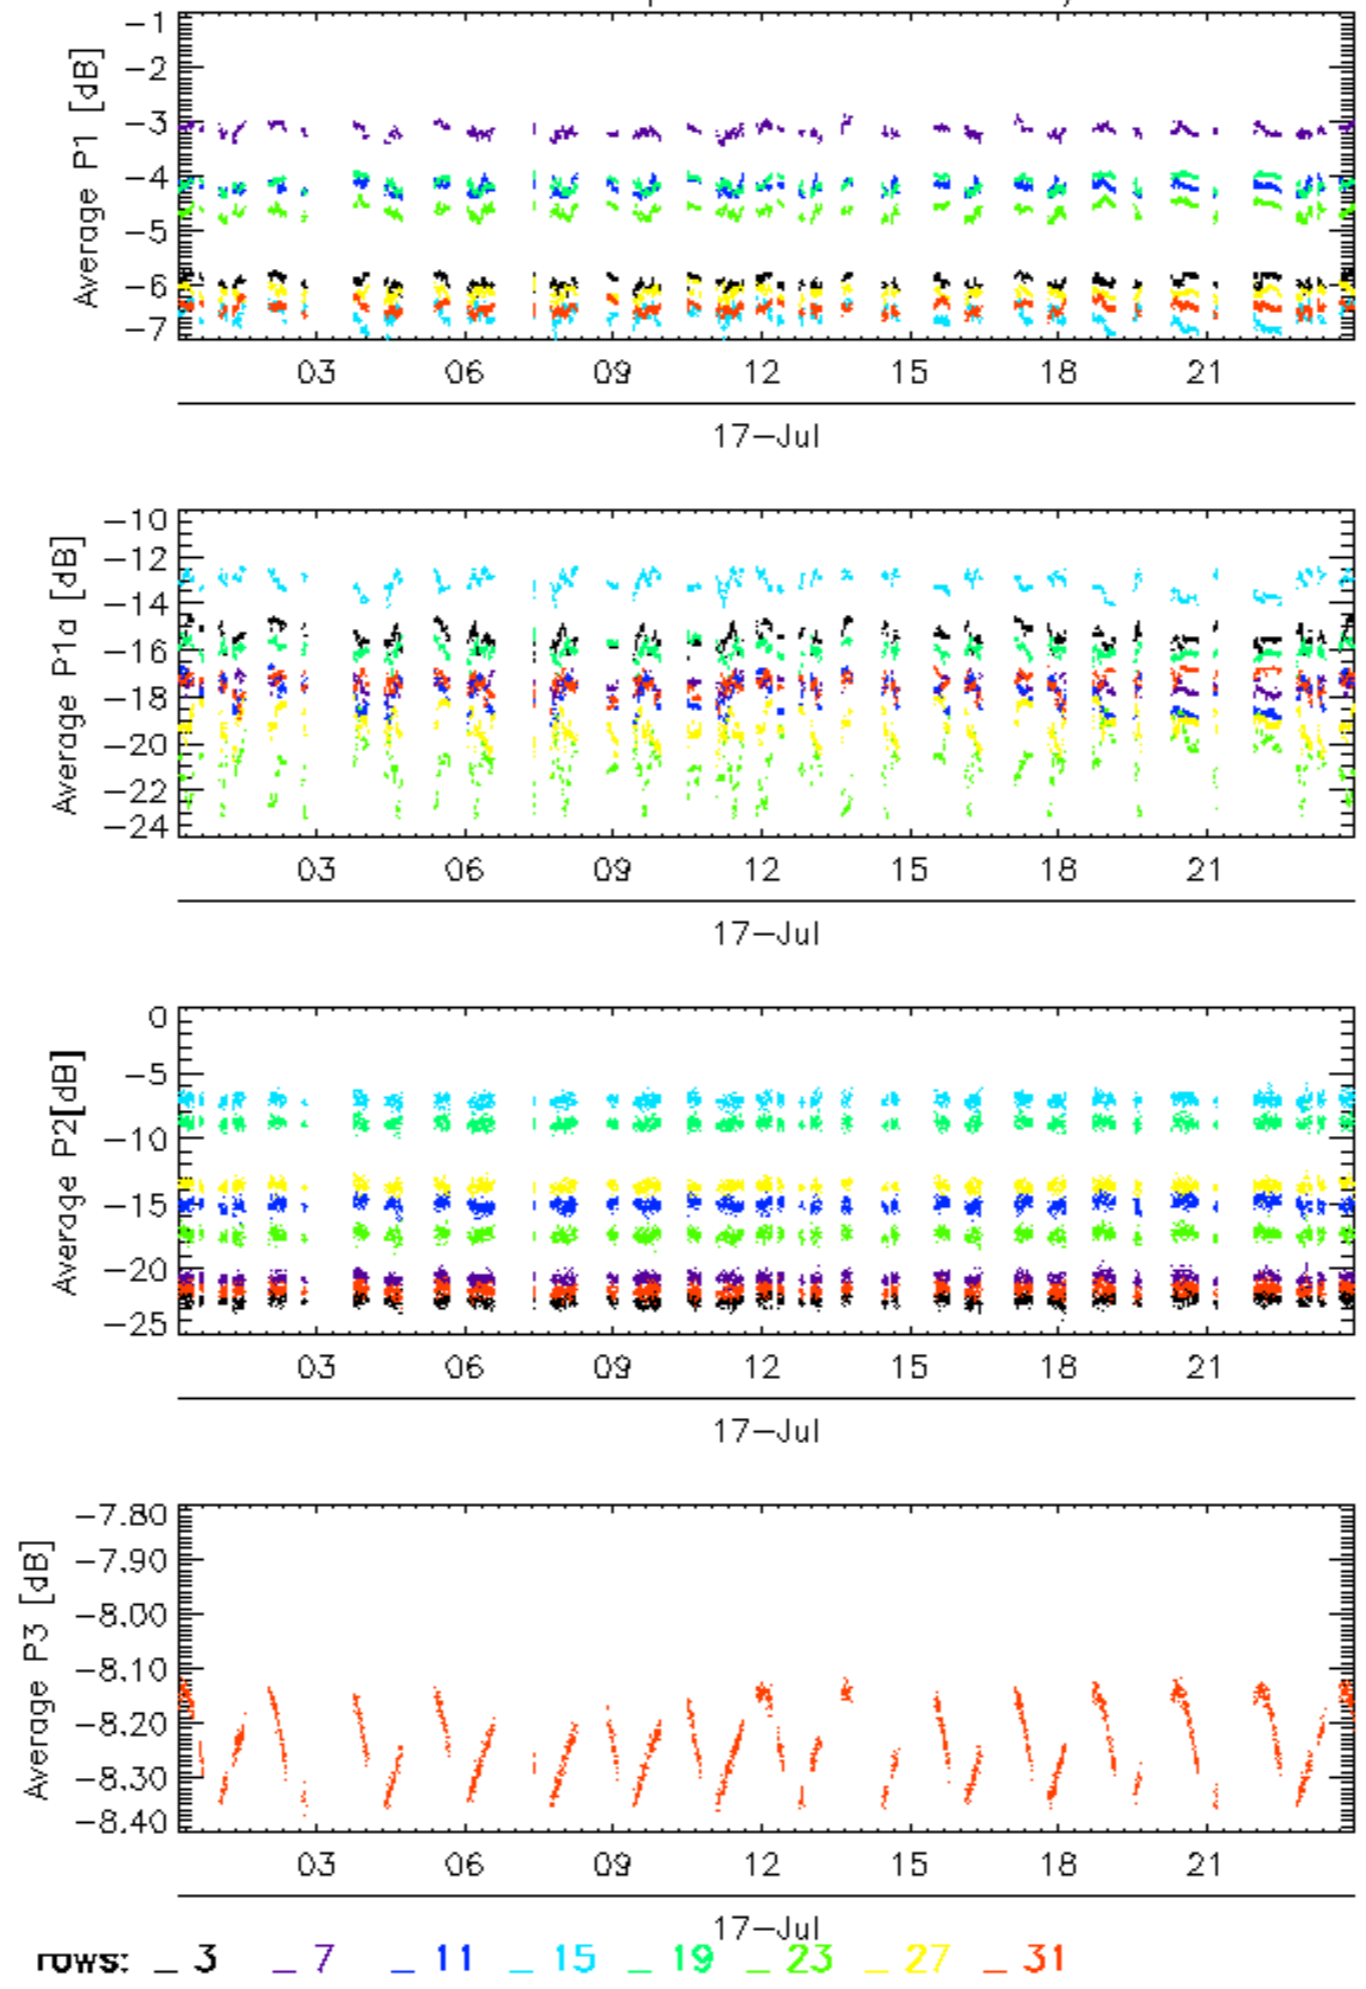 Average P1 [dB]
−1
−2
−3
−4
−5
−6
−7
03 06 09 12 15 18 21
17−Jul
Average P1a [dB]
−10
−12
−14
−16
−18
−20
−22
−24
03 06 09 12 15 18 21
17−Jul
Average P2[dB]
0
−5
−10
−15
−20
−25
03 06 09 12 15 18 21
17−Jul
Average P3 [dB]
−7.80
−7.90
−8.00
−8.10
−8.20
−8.30
−8.40
03 06 09 12 15 18 21
17−Jul
rows: _ 3 _ 7 _ 11 _ 15 _ 19 _ 23 _ 27 _ 31